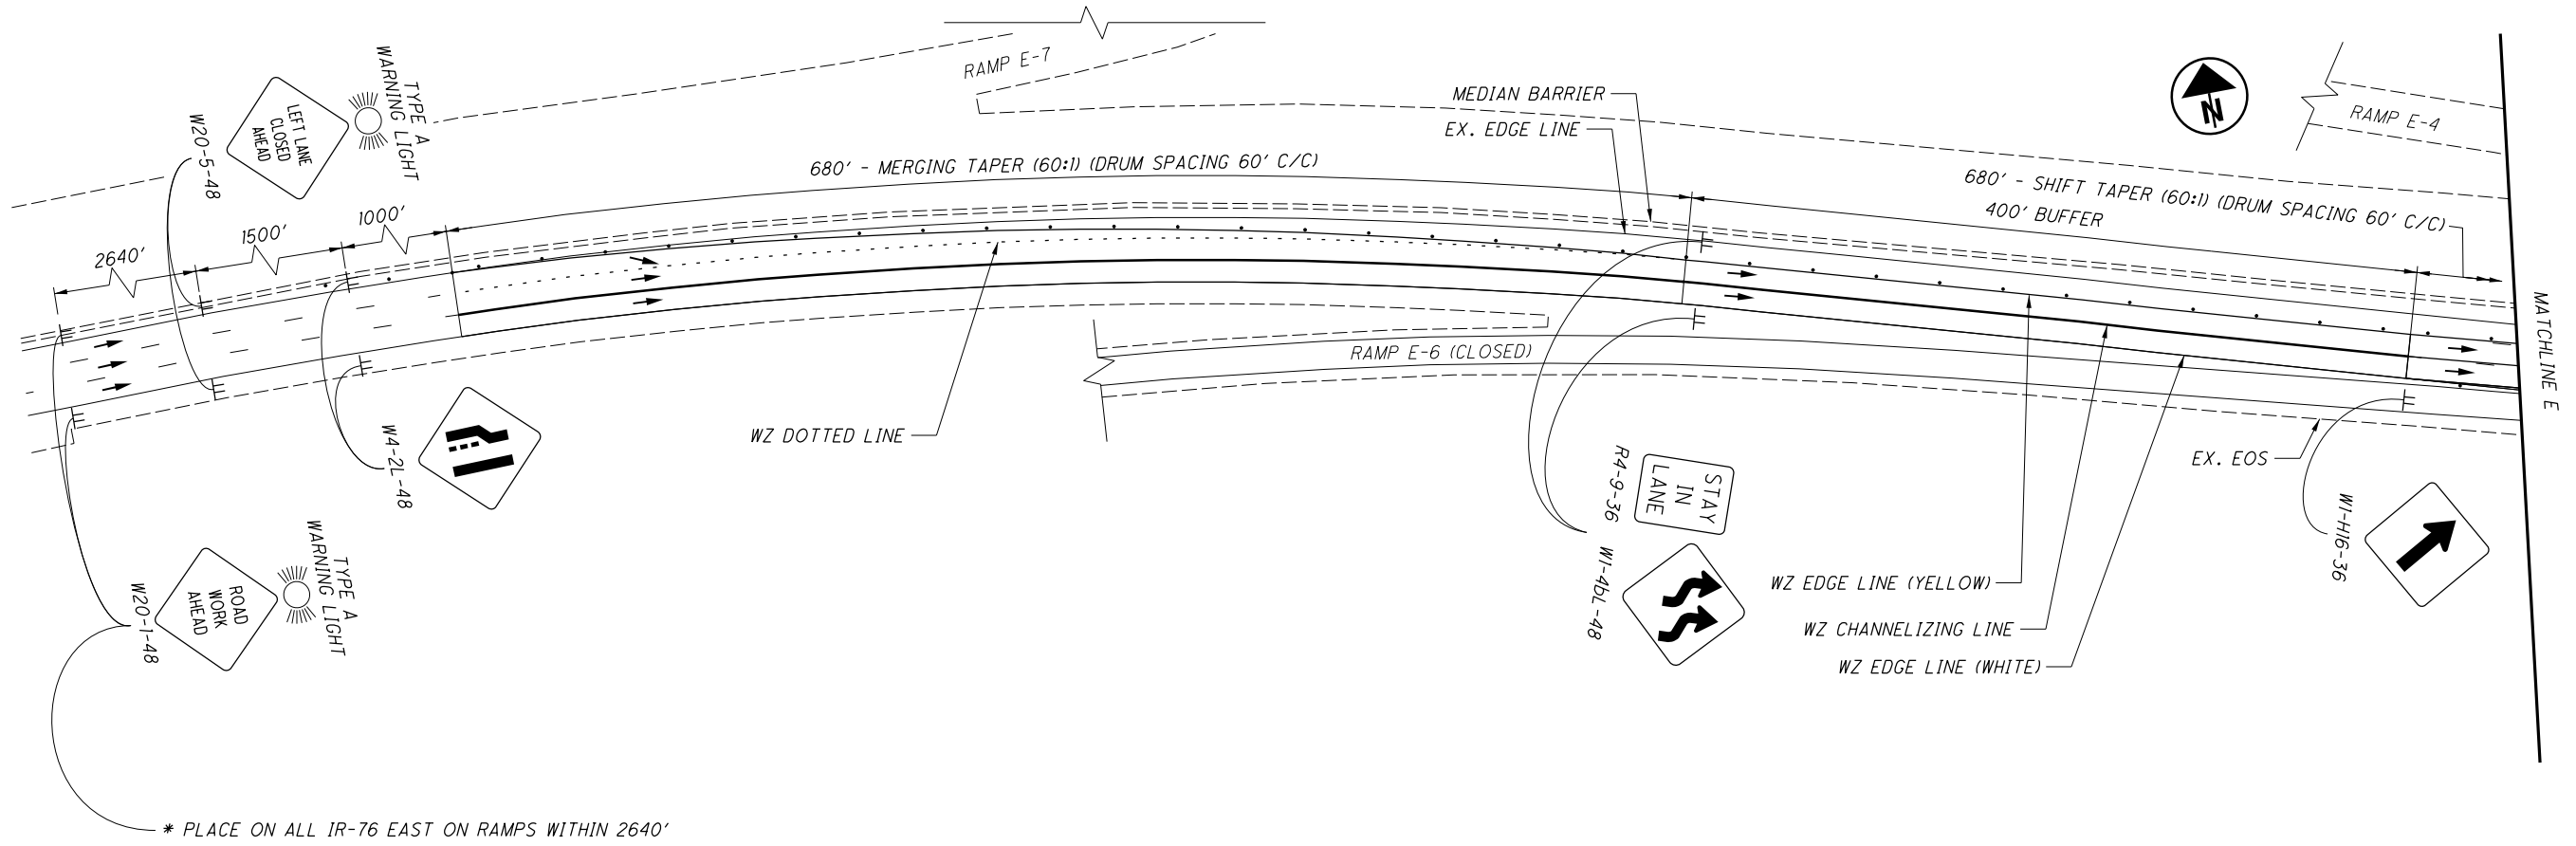 RAMP E-7
MEDIAN BARRIER
EX. EDGE LINE
N
RAMP E-4
TYPE A
WARNING LIGHT
LEFT LANE
CLOSED
AHEAD
W20-5-48
680' - MERGING TAPER (60:1) (DRUM SPACING 60' C/C)
680' - SHIFT TAPER (60:1) (DRUM SPACING 60' C/C)
400' BUFFER
2640'
1500'
1000'
MATCHLINE E
RAMP E-6 (CLOSED)
WZ DOTTED LINE
W4-2L-48
EX. EOS
R4-9-36
STAY
IN
LANE
W1-4bL-48
W1-H16-36
WZ EDGE LINE (YELLOW)
WZ CHANNELIZING LINE
WZ EDGE LINE (WHITE)
TYPE A
WARNING LIGHT
ROAD
WORK
AHEAD
W20-1-48
* PLACE ON ALL IR-76 EAST ON RAMPS WITHIN 2640'